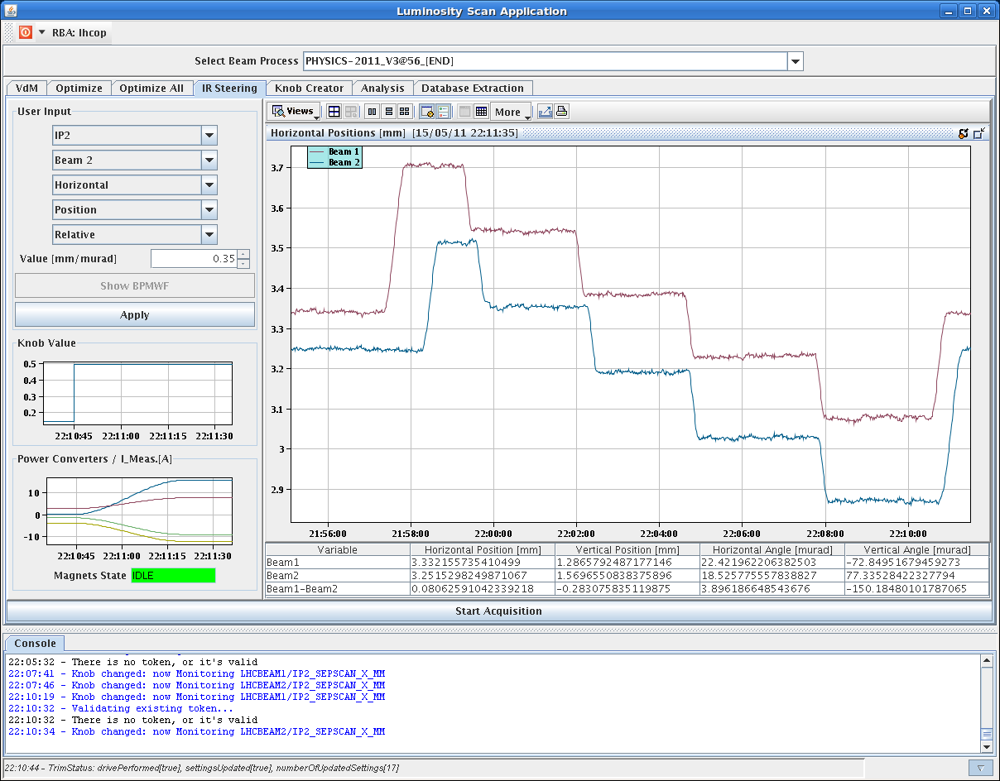 Luminosity Scan Application
RBA: lhcop
Select Beam Process PHYSICS-2011_V3@56_[END]
VdM Optimize Optimize All IR Steering Knob Creator Analysis Database Extraction
User Input
IP2
Beam 2
Horizontal
Position
Relative
Value [mm/murad] 0.35
Show BPMWF
Apply
Knob Value
0.5
0.4
0.3
0.2
22:10:45 22:11:00 22:11:15 22:11:30
Power Converters / I_Meas.[A]
10
0
-10
22:10:45 22:11:00 22:11:15 22:11:30
Magnets State IDLE
Views More
Horizontal Positions [mm] [15/05/11 22:11:35]
Beam 1
Beam 2
3.7
3.6
3.5
3.4
3.3
3.2
3.1
3
2.9
21:56:00 21:58:00 22:00:00 22:02:00 22:04:00 22:06:00 22:08:00 22:10:00
Variable Horizontal Position [mm] Vertical Position [mm] Horizontal Angle [murad] Vertical Angle [murad]
Beam1 3.332155735410499 1.2865792487177146 22.421962206382503 -72.84951679459273
Beam2 3.2515298249871067 1.5696550838375896 18.525775557838827 77.33528422327794
Beam1-Beam2 0.08062591042339218 -0.283075835119875 3.896186648543676 -150.18480101787065
Start Acquisition
Console
22:05:32 - There is no token, or it's valid
22:07:41 - Knob changed: now Monitoring LHCBEAM1/IP2_SEPSCAN_X_MM
22:07:46 - Knob changed: now Monitoring LHCBEAM2/IP2_SEPSCAN_X_MM
22:10:19 - Knob changed: now Monitoring LHCBEAM1/IP2_SEPSCAN_X_MM
22:10:32 - Validating existing token...
22:10:32 - There is no token, or it's valid
22:10:34 - Knob changed: now Monitoring LHCBEAM2/IP2_SEPSCAN_X_MM
22:10:44 - TrimStatus: drivePerformed[true], settingsUpdated[true], numberOfUpdatedSettings[17]